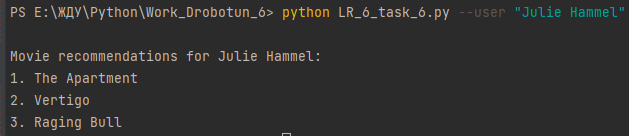 PS E:\ЖДУ\Python\Work_Drobotun_6> python LR_6_task_6.py --user "Julie Hammel"
Movie recommendations for Julie Hammel:
1. The Apartment
2. Vertigo
3. Raging Bull